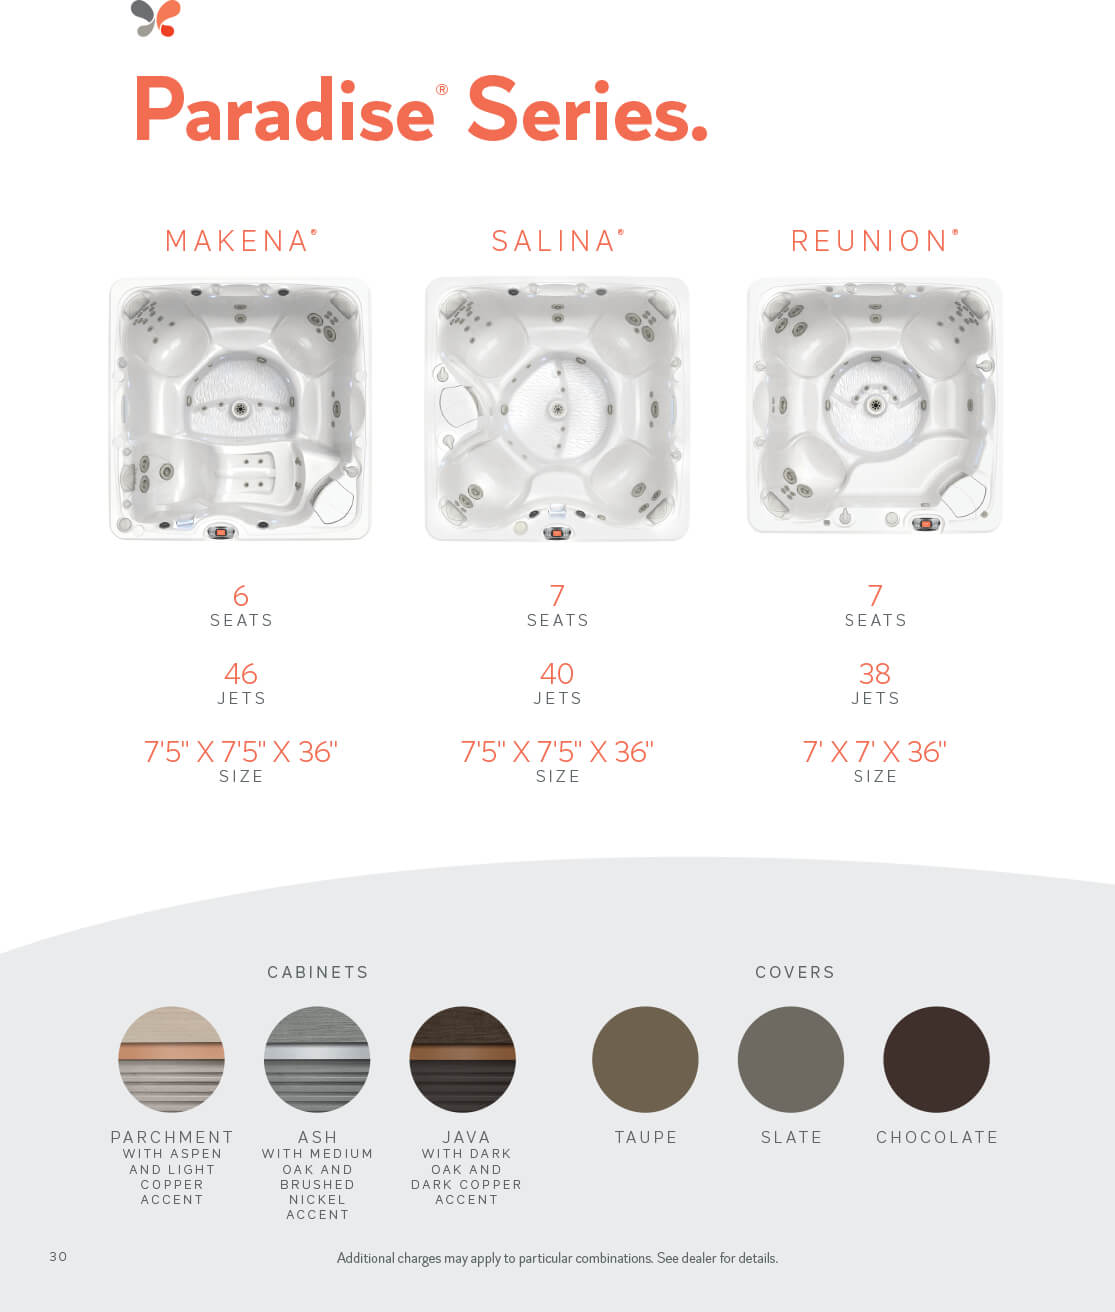 Paradise® Series.
MAKENA®
6
SEATS
46
JETS
7'5" X 7'5" X 36"
SIZE
SALINA®
7
SEATS
40
JETS
7'5" X 7'5" X 36"
SIZE
REUNION®
7
SEATS
38
JETS
7' X 7' X 36"
SIZE
CABINETS
PARCHMENT
WITH ASPEN
AND LIGHT
COPPER
ACCENT
ASH
WITH MEDIUM
OAK AND
BRUSHED
NICKEL
ACCENT
JAVA
WITH DARK
OAK AND
DARK COPPER
ACCENT
COVERS
TAUPE
SLATE
CHOCOLATE
30
Additional charges may apply to particular combinations. See dealer for details.